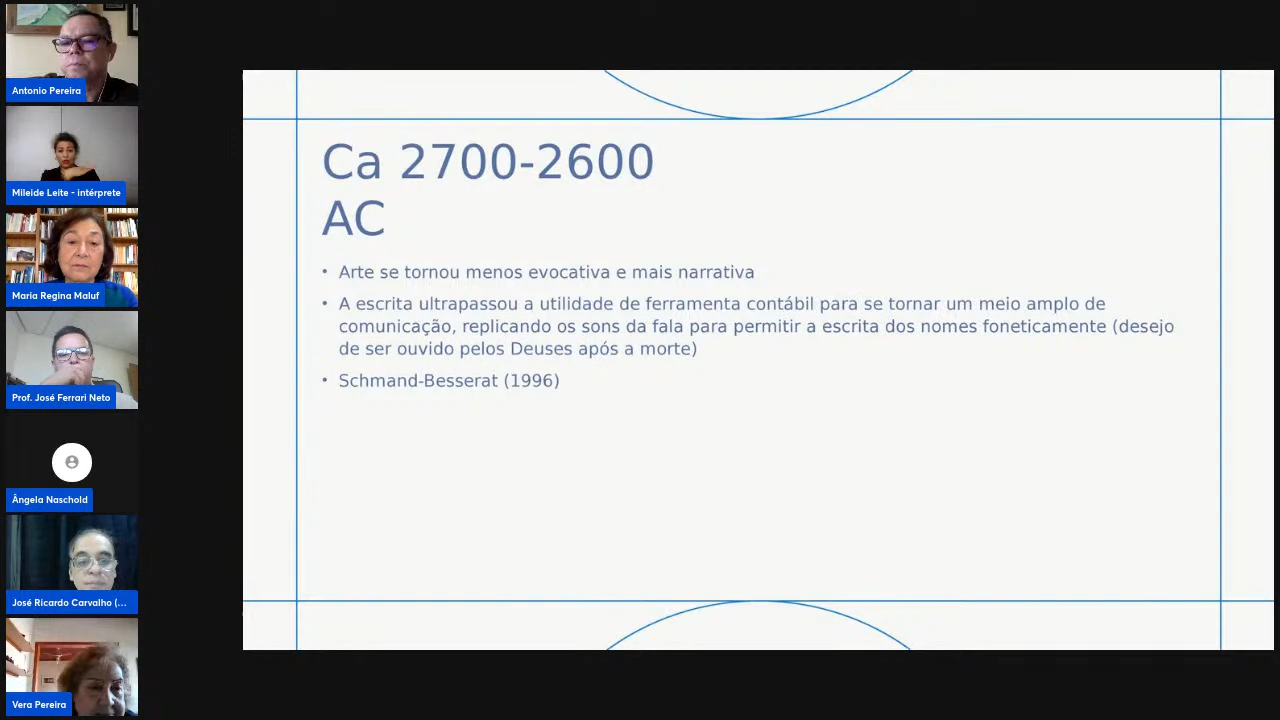 Antonio Pereira
Mileide Leite - intérprete
Maria Regina Maluf
Prof. José Ferrari Neto
Ângela Naschold
José Ricardo Carvalho (...
Vera Pereira
Ca 2700-2600
AC
• Arte se tornou menos evocativa e mais narrativa
• A escrita ultrapassou a utilidade de ferramenta contábil para se tornar um meio amplo de
comunicação, replicando os sons da fala para permitir a escrita dos nomes foneticamente (desejo
de ser ouvido pelos Deuses após a morte)
• Schmand-Besserat (1996)